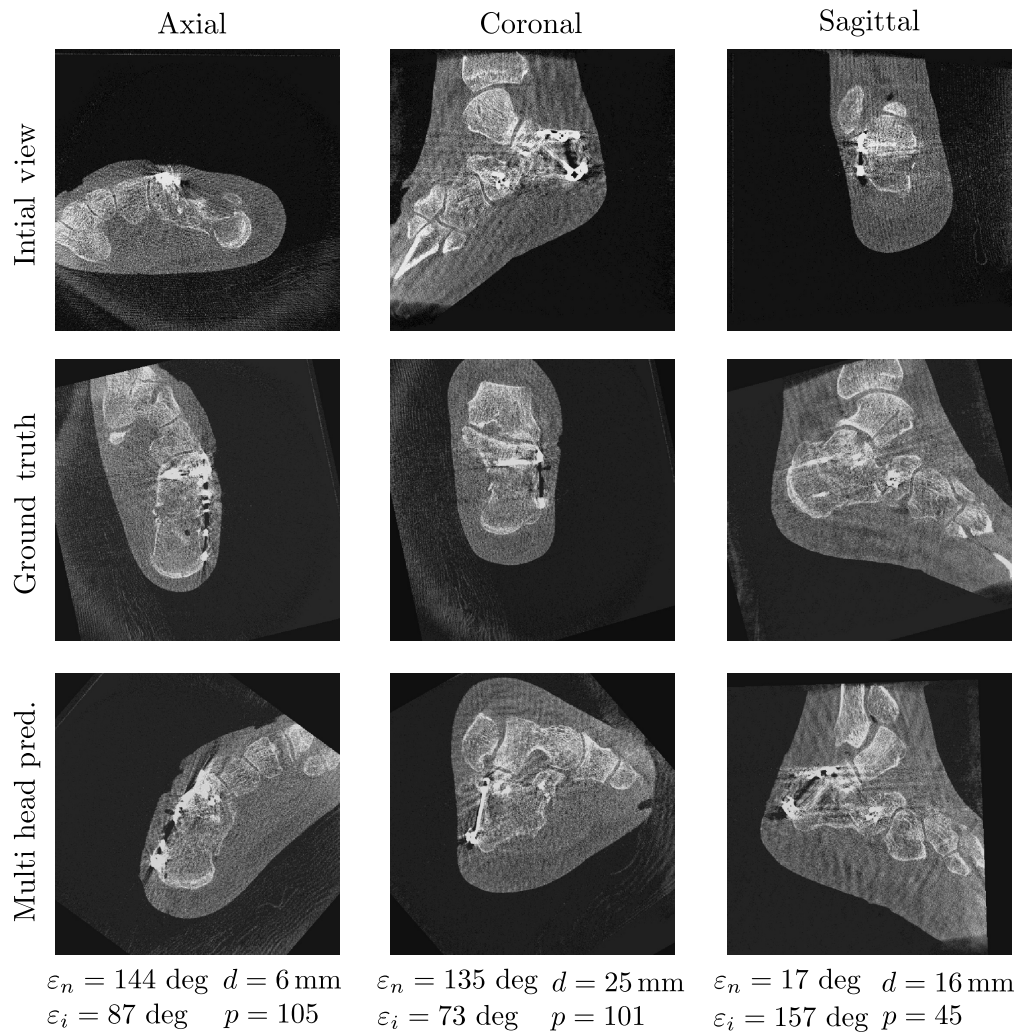 Axial Coronal Sagittal
Intial view
Ground truth
Multi head pred.
εₙ = 144 deg d = 6 mm εₙ = 135 deg d = 25 mm εₙ = 17 deg d = 16 mm
εᵢ = 87 deg p = 105 εᵢ = 73 deg p = 101 εᵢ = 157 deg p = 45